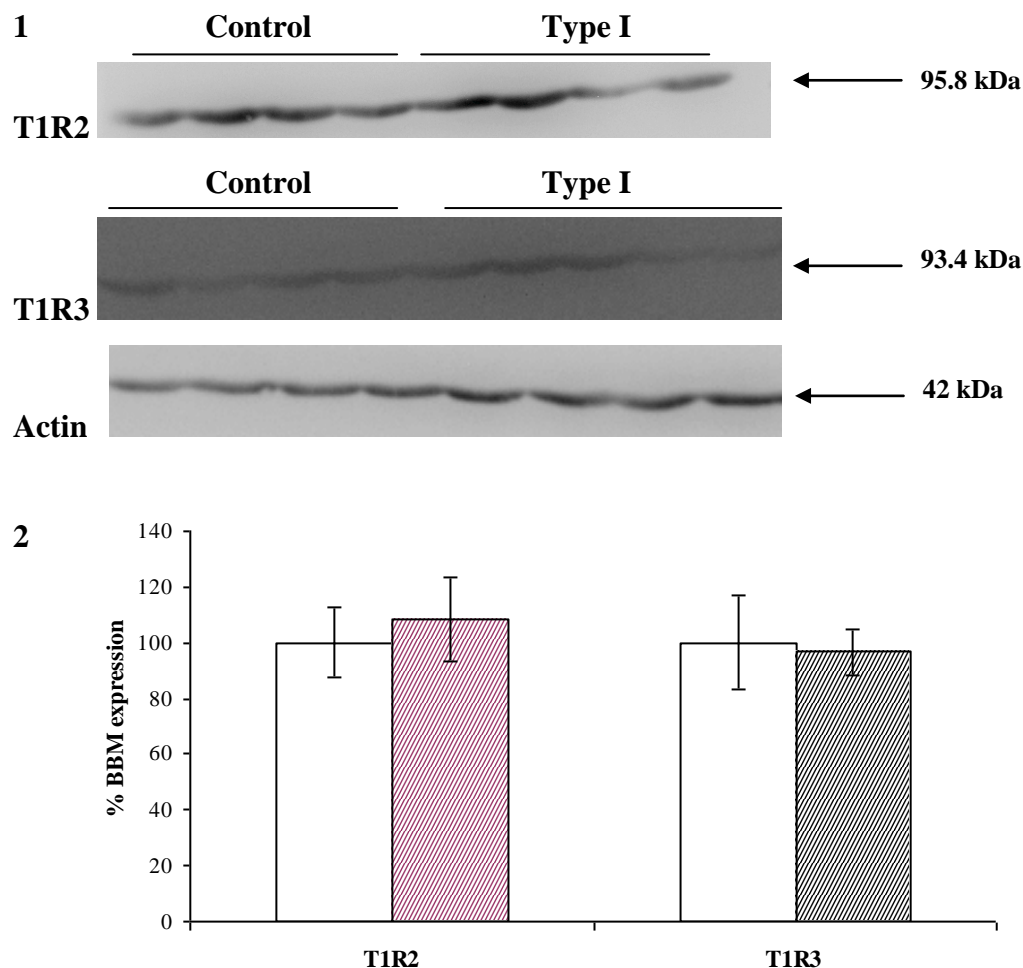 1
Control Type I
T1R2
95.8 kDa
Control Type I
T1R3
93.4 kDa
Actin
42 kDa
2
% BBM expression
140
120
100
80
60
40
20
0
T1R2 T1R3